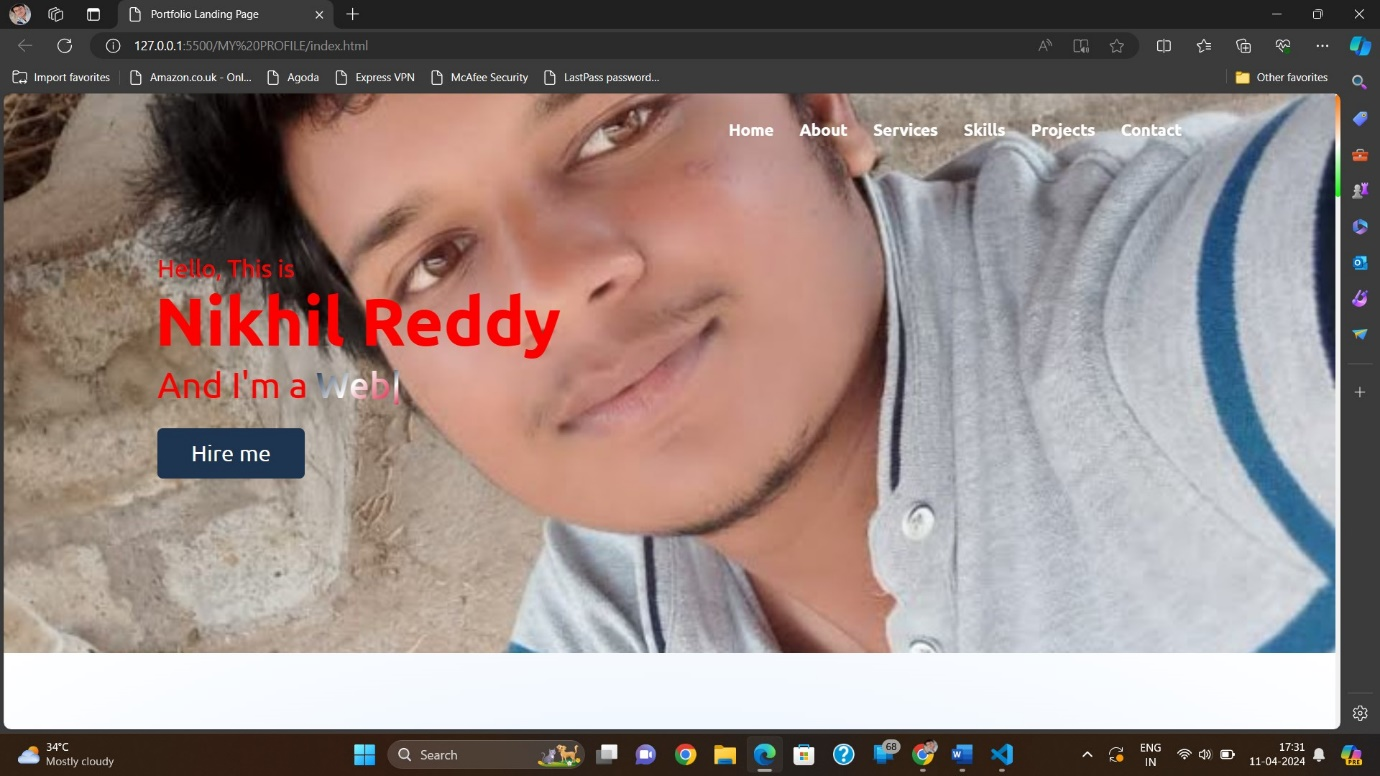 Portfolio Landing Page
127.0.0.1:5500/MY%20PROFILE/index.html
Import favorites
Amazon.co.uk - Onl...
Agoda
Express VPN
McAfee Security
LastPass password...
Other favorites
Home About Services Skills Projects Contact
Hello, This is
Nikhil Reddy
And I'm a Web|
Hire me
34°C
Mostly cloudy
Search
68
ENG
IN
17:31
11-04-2024
PRE